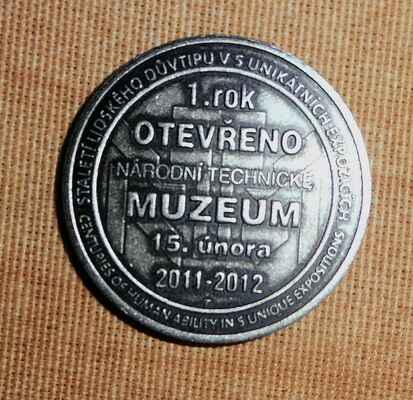 STALETÍ LIDSKÉHO DŮVTIPU V 5 UNIKÁTNÍCH EXPOZICÍCH
1. rok
OTEVŘENO
NÁRODNÍ TECHNICKÉ
MUZEUM
15. února
2011-2012
CENTURIES OF HUMAN ABILITY IN 5 UNIQUE EXPOSITIONS